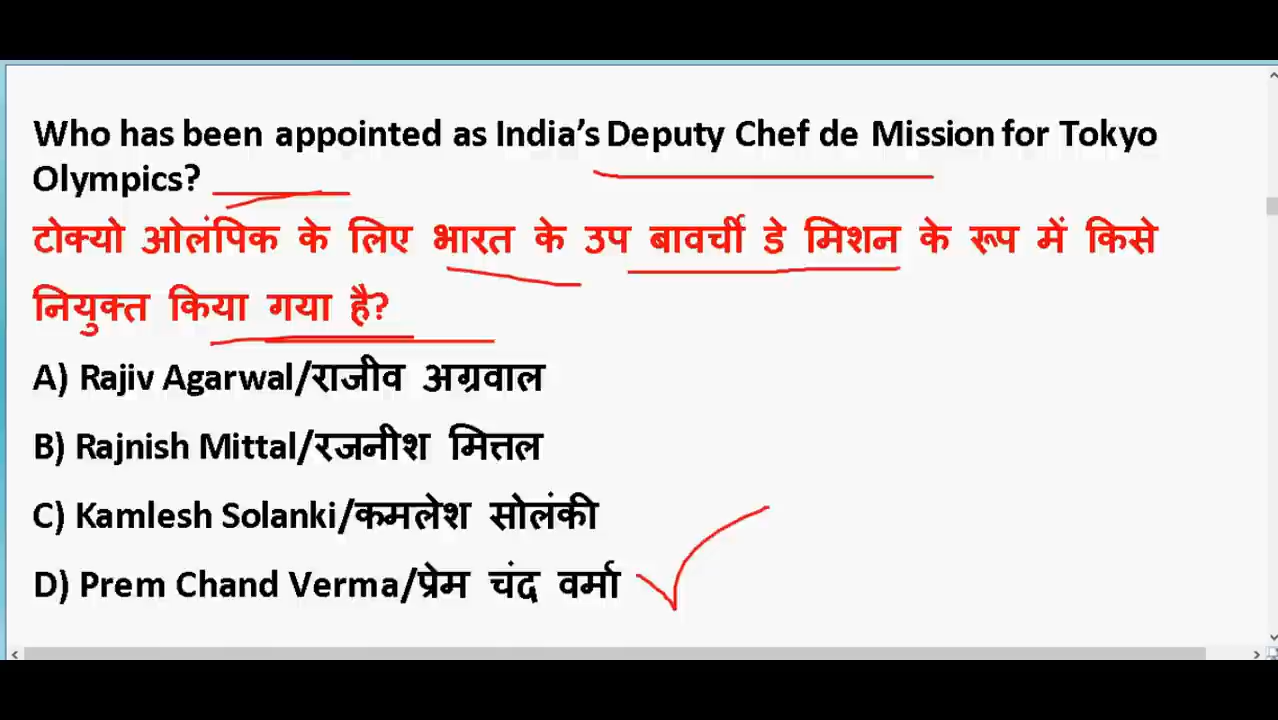 Who has been appointed as India’s Deputy Chef de Mission for Tokyo
Olympics?
टोक्यो ओलंपिक के लिए भारत के उप बावर्ची डे मिशन के रूप में किसे
नियुक्त किया गया है?
A) Rajiv Agarwal/राजीव अग्रवाल
B) Rajnish Mittal/रजनीश मित्तल
C) Kamlesh Solanki/कमलेश सोलंकी
D) Prem Chand Verma/प्रेम चंद वर्मा